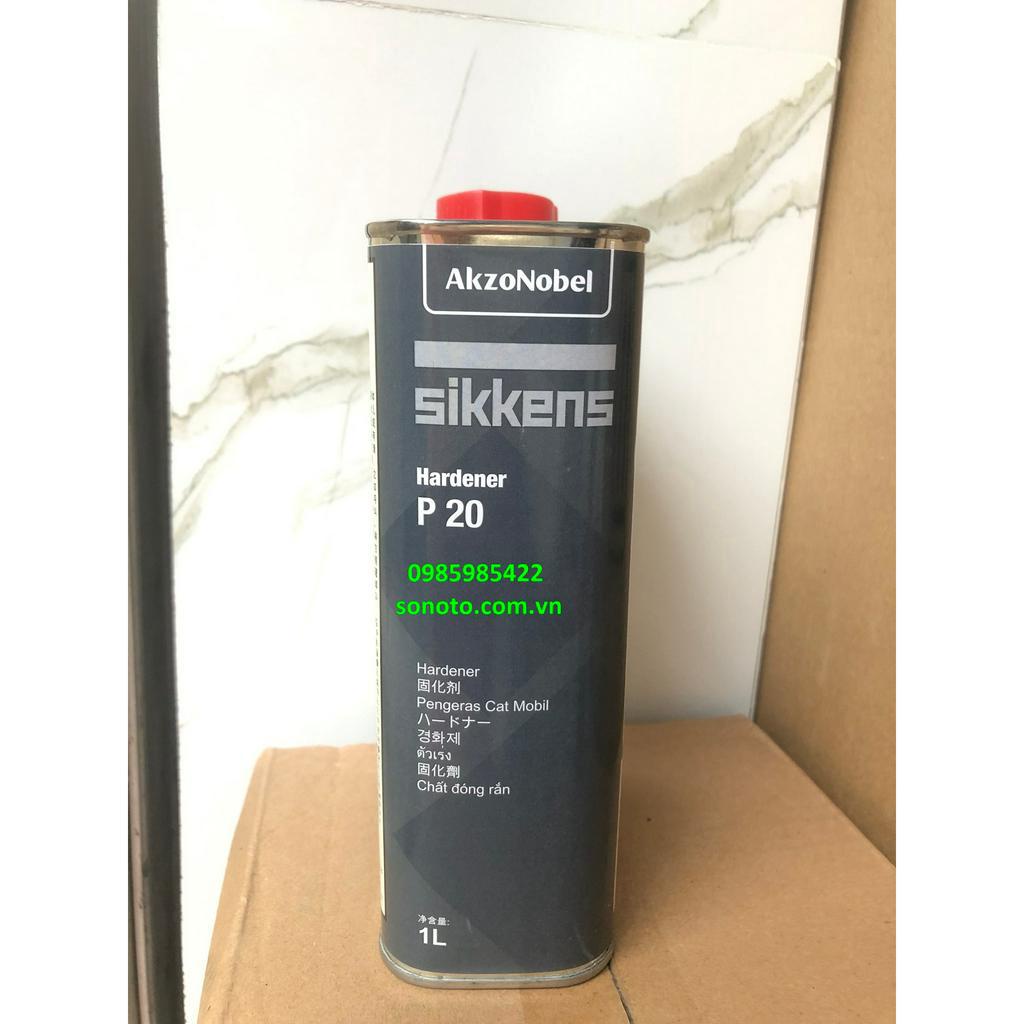 AkzoNobel
sikkens
Hardener
P 20
0985985422
sonoto.com.vn
Hardener
固化剂
Pengeras Cat Mobil
ハードナー
경화제
ตัวเร่ง
固化劑
Chất đóng rắn
净含量:
1L